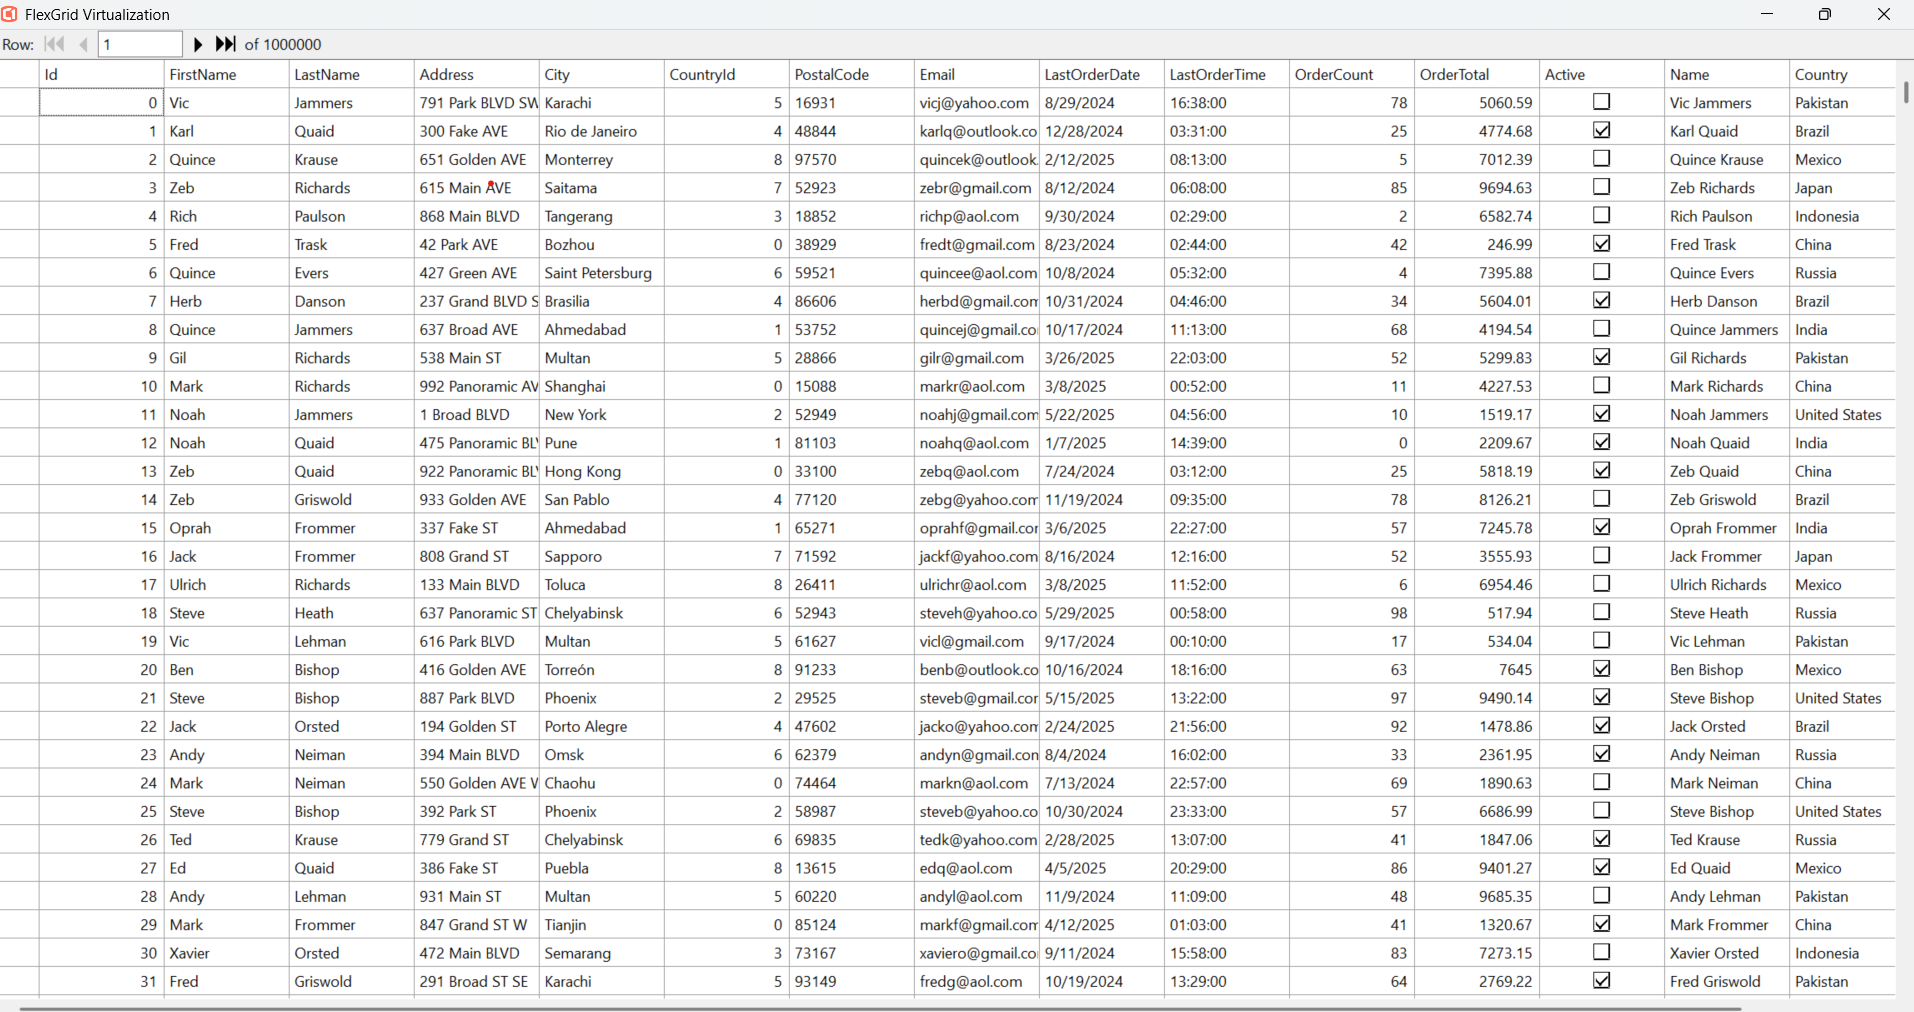 FlexGrid Virtualization
Row: 1 of 1000000
Id FirstName LastName Address City CountryId PostalCode Email LastOrderDate LastOrderTime OrderCount OrderTotal Active Name Country
0 Vic Jammers 791 Park BLVD SW Karachi 5 16931 vicj@yahoo.com 8/29/2024 16:38:00 78 5060.59 Vic Jammers Pakistan
1 Karl Quaid 300 Fake AVE Rio de Janeiro 4 48844 karlq@outlook.co 12/28/2024 03:31:00 25 4774.68 Karl Quaid Brazil
2 Quince Krause 651 Golden AVE Monterrey 8 97570 quincek@outlook. 2/12/2025 08:13:00 5 7012.39 Quince Krause Mexico
3 Zeb Richards 615 Main AVE Saitama 7 52923 zebr@gmail.com 8/12/2024 06:08:00 85 9694.63 Zeb Richards Japan
4 Rich Paulson 868 Main BLVD Tangerang 3 18852 richp@aol.com 9/30/2024 02:29:00 2 6582.74 Rich Paulson Indonesia
5 Fred Trask 42 Park AVE Bozhou 0 38929 fredt@gmail.com 8/23/2024 02:44:00 42 246.99 Fred Trask China
6 Quince Evers 427 Green AVE Saint Petersburg 6 59521 quincee@aol.com 10/8/2024 05:32:00 4 7395.88 Quince Evers Russia
7 Herb Danson 237 Grand BLVD S Brasilia 4 86606 herbd@gmail.com 10/31/2024 04:46:00 34 5604.01 Herb Danson Brazil
8 Quince Jammers 637 Broad AVE Ahmedabad 1 53752 quincej@gmail.co 10/17/2024 11:13:00 68 4194.54 Quince Jammers India
9 Gil Richards 538 Main ST Multan 5 28866 gilr@gmail.com 3/26/2025 22:03:00 52 5299.83 Gil Richards Pakistan
10 Mark Richards 992 Panoramic AV Shanghai 0 15088 markr@aol.com 3/8/2025 00:52:00 11 4227.53 Mark Richards China
11 Noah Jammers 1 Broad BLVD New York 2 52949 noahj@gmail.com 5/22/2025 04:56:00 10 1519.17 Noah Jammers United States
12 Noah Quaid 475 Panoramic BL Pune 1 81103 noahq@aol.com 1/7/2025 14:39:00 0 2209.67 Noah Quaid India
13 Zeb Quaid 922 Panoramic BL Hong Kong 0 33100 zebq@aol.com 7/24/2024 03:12:00 25 5818.19 Zeb Quaid China
14 Zeb Griswold 933 Golden AVE San Pablo 4 77120 zebg@yahoo.com 11/19/2024 09:35:00 78 8126.21 Zeb Griswold Brazil
15 Oprah Frommer 337 Fake ST Ahmedabad 1 65271 oprahf@gmail.cor 3/6/2025 22:27:00 57 7245.78 Oprah Frommer India
16 Jack Frommer 808 Grand ST Sapporo 7 71592 jackf@yahoo.com 8/16/2024 12:16:00 52 3555.93 Jack Frommer Japan
17 Ulrich Richards 133 Main BLVD Toluca 8 26411 ulrichr@aol.com 3/8/2025 11:52:00 6 6954.46 Ulrich Richards Mexico
18 Steve Heath 637 Panoramic ST Chelyabinsk 6 52943 steveh@yahoo.co 5/29/2025 00:58:00 98 517.94 Steve Heath Russia
19 Vic Lehman 616 Park BLVD Multan 5 61627 vicl@gmail.com 9/17/2024 00:10:00 17 534.04 Vic Lehman Pakistan
20 Ben Bishop 416 Golden AVE Torreón 8 91233 benb@outlook.co 10/16/2024 18:16:00 63 7645 Ben Bishop Mexico
21 Steve Bishop 887 Park BLVD Phoenix 2 29525 steveb@gmail.cor 5/15/2025 13:22:00 97 9490.14 Steve Bishop United States
22 Jack Orsted 194 Golden ST Porto Alegre 4 47602 jacko@yahoo.com 2/24/2025 21:56:00 92 1478.86 Jack Orsted Brazil
23 Andy Neiman 394 Main BLVD Omsk 6 62379 andyn@gmail.com 8/4/2024 16:02:00 33 2361.95 Andy Neiman Russia
24 Mark Neiman 550 Golden AVE Chaohu 0 74464 markn@aol.com 7/13/2024 22:57:00 69 1890.63 Mark Neiman China
25 Steve Bishop 392 Park ST Phoenix 2 58987 steveb@yahoo.co 10/30/2024 23:33:00 57 6686.99 Steve Bishop United States
26 Ted Krause 779 Grand ST Chelyabinsk 6 69835 tedk@yahoo.com 2/28/2025 13:07:00 41 1847.06 Ted Krause Russia
27 Ed Quaid 386 Fake ST Puebla 8 13615 edq@aol.com 4/5/2025 20:29:00 86 9401.27 Ed Quaid Mexico
28 Andy Lehman 931 Main ST Multan 5 60220 andyl@aol.com 11/9/2024 11:09:00 48 9685.35 Andy Lehman Pakistan
29 Mark Frommer 847 Grand ST W Tianjin 0 85124 markf@gmail.com 4/12/2025 01:03:00 41 1320.67 Mark Frommer China
30 Xavier Orsted 472 Main BLVD Semarang 3 73167 xaviero@gmail.co 9/11/2024 15:58:00 83 7273.15 Xavier Orsted Indonesia
31 Fred Griswold 291 Broad ST SE Karachi 5 93149 fredg@aol.com 10/19/2024 13:29:00 64 2769.22 Fred Griswold Pakistan